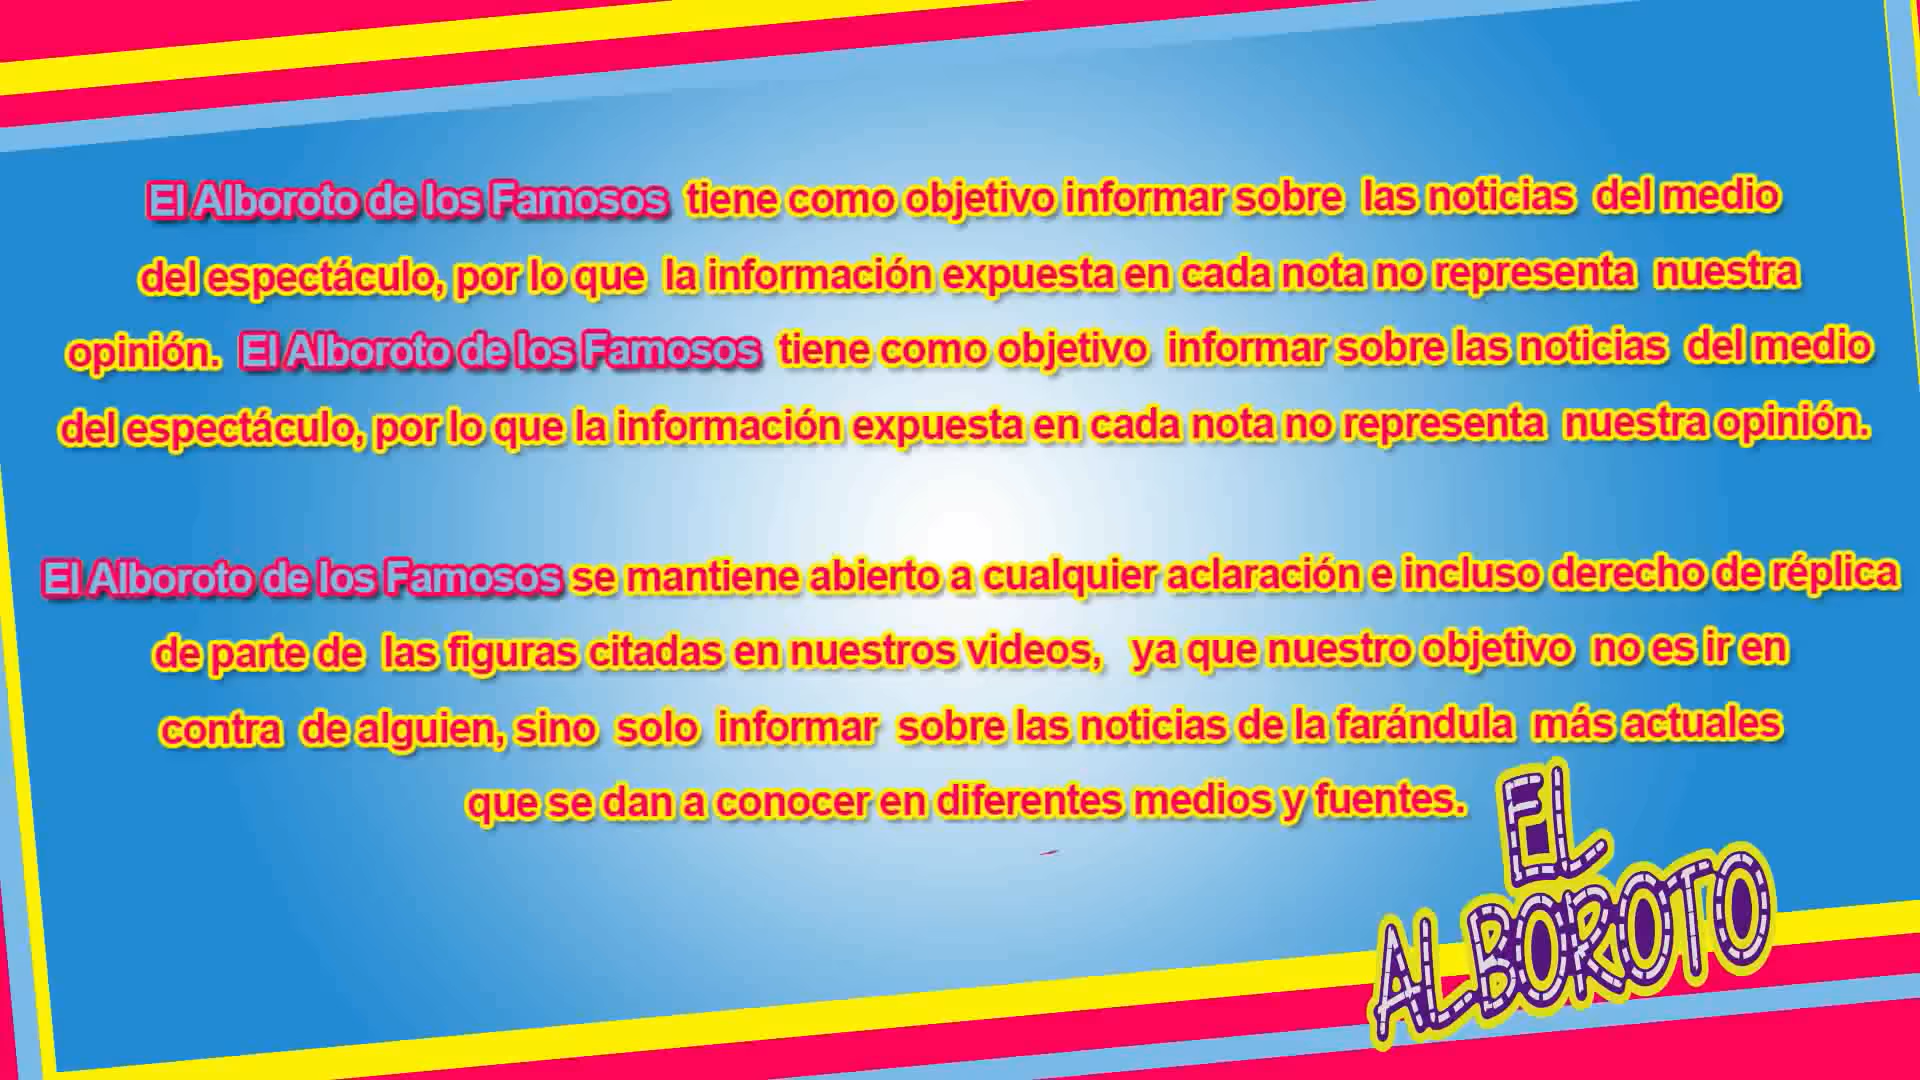 El Alboroto de los Famosos tiene como objetivo informar sobre las noticias del medio
del espectáculo, por lo que la información expuesta en cada nota no representa nuestra
opinión. El Alboroto de los Famosos tiene como objetivo informar sobre las noticias del medio
del espectáculo, por lo que la información expuesta en cada nota no representa nuestra opinión.
El Alboroto de los Famosos se mantiene abierto a cualquier aclaración e incluso derecho de réplica
de parte de las figuras citadas en nuestros videos, ya que nuestro objetivo no es ir en
contra de alguien, sino solo informar sobre las noticias de la farándula más actuales
que se dan a conocer en diferentes medios y fuentes.
EL
ALBOROTO